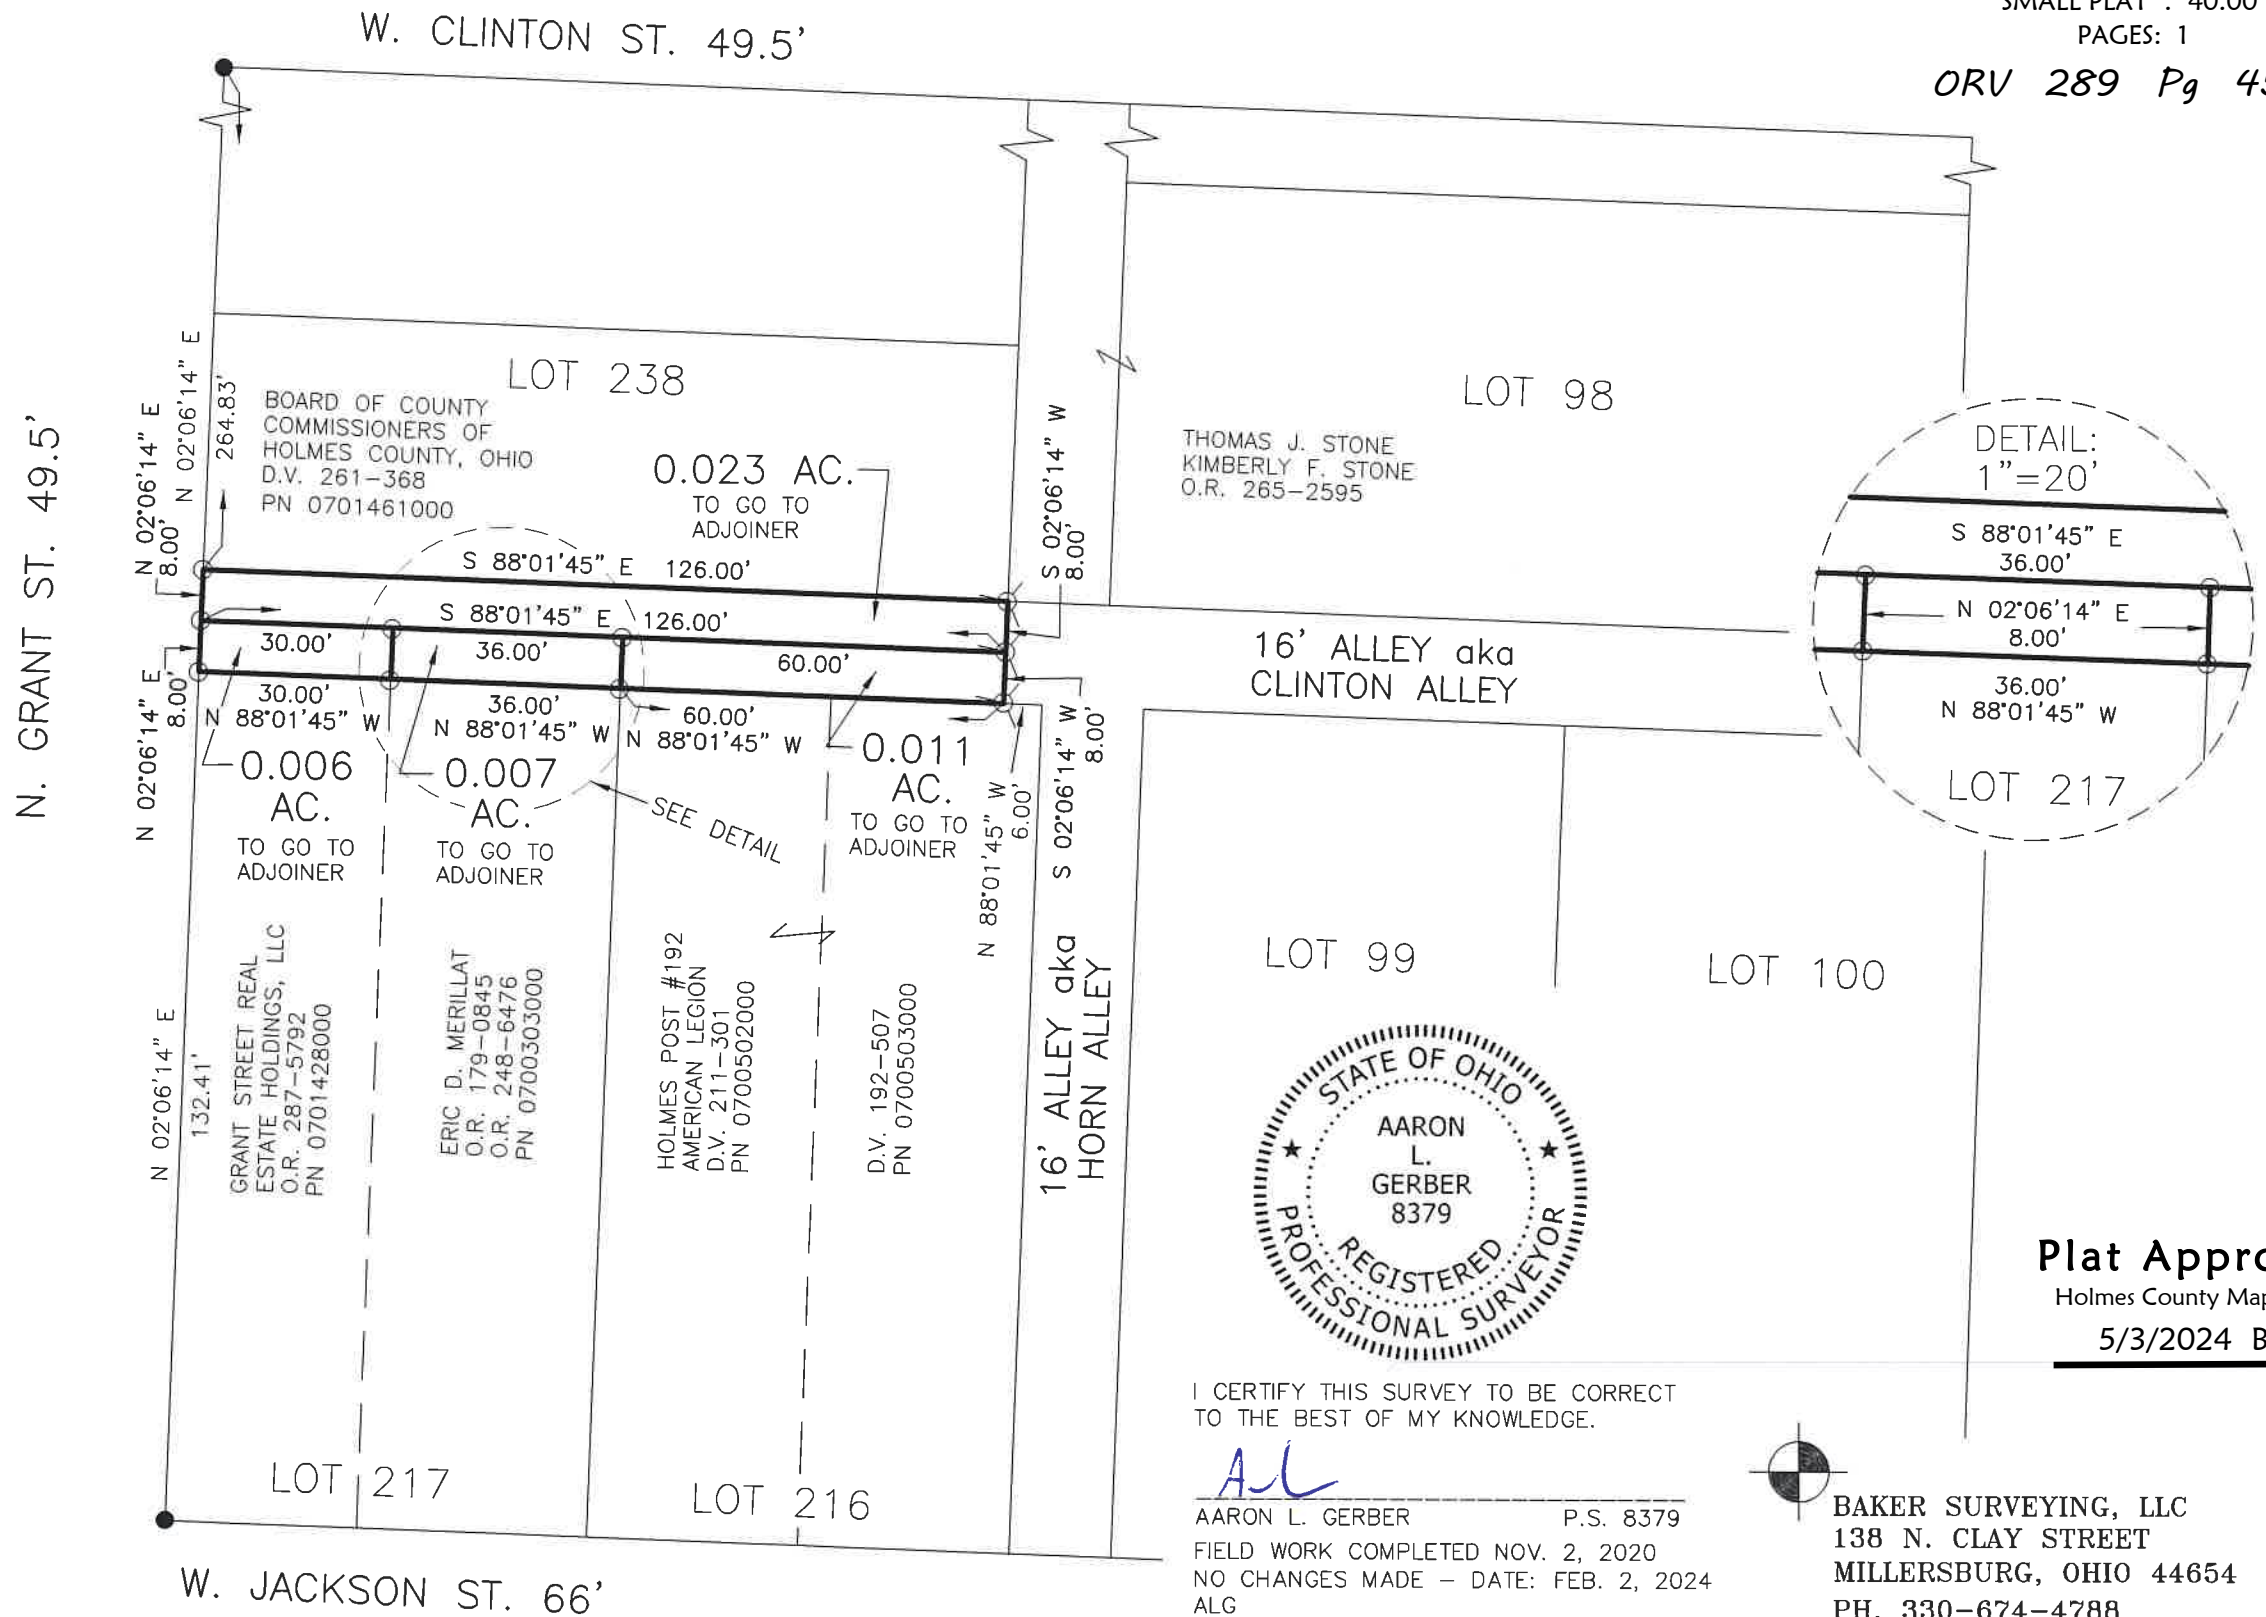 SMALL PLAT : 40.00
PAGES: 1
ORV 289 Pg
W. CLINTON ST. 49.5'
N. GRANT ST. 49.5'
N 02°06'14" E
264.83'
N 02°06'14" E
8.00'
LOT 238
BOARD OF COUNTY
COMMISSIONERS OF
HOLMES COUNTY, OHIO
D.V. 261-368
PN 0701461000
0.023 AC.
TO GO TO
ADJOINER
S 02°06'14" W
8.00'
LOT 98
THOMAS J. STONE
KIMBERLY F. STONE
O.R. 265-2595
DETAIL:
1"=20'
S 88°01'45" E
36.00'
N 02°06'14" E
8.00'
36.00'
N 88°01'45" W
LOT 217
S 88°01'45" E 126.00'
S 88°01'45" E 126.00'
30.00'
36.00'
60.00'
30.00'
N 88°01'45" W
36.00'
N 88°01'45" W
60.00'
N 88°01'45" W
N 02°06'14" E
8.00'
0.006
AC.
TO GO TO
ADJOINER
0.007
AC.
TO GO TO
ADJOINER
SEE DETAIL
0.011
AC.
TO GO TO
ADJOINER
N 88°01'45" W
6.00'
S 02°06'14" W
8.00'
16' ALLEY aka
CLINTON ALLEY
16' ALLEY aka
HORN ALLEY
LOT 99
LOT 100
N 02°06'14" E
132.41'
GRANT STREET REAL
ESTATE HOLDINGS, LLC
O.R. 287-5792
PN 0701428000
ERIC D. MERILLAT
O.R. 179-0845
O.R. 248-6476
PN 0700303000
HOLMES POST #192
AMERICAN LEGION
D.V. 211-301
PN 0700502000
D.V. 192-507
PN 0700503000
LOT 217
LOT 216
W. JACKSON ST. 66'
STATE OF OHIO
AARON
L.
GERBER
8379
REGISTERED
PROFESSIONAL SURVEYOR
Plat
Holmes County
5/3/2024
I CERTIFY THIS SURVEY TO BE CORRECT
TO THE BEST OF MY KNOWLEDGE.
AARON L. GERBER P.S. 8379
FIELD WORK COMPLETED NOV. 2, 2020
NO CHANGES MADE – DATE: FEB. 2, 2024
ALG
BAKER SURVEYING, LLC
138 N. CLAY STREET
MILLERSBURG, OHIO 44654
PH. 330-674-4788